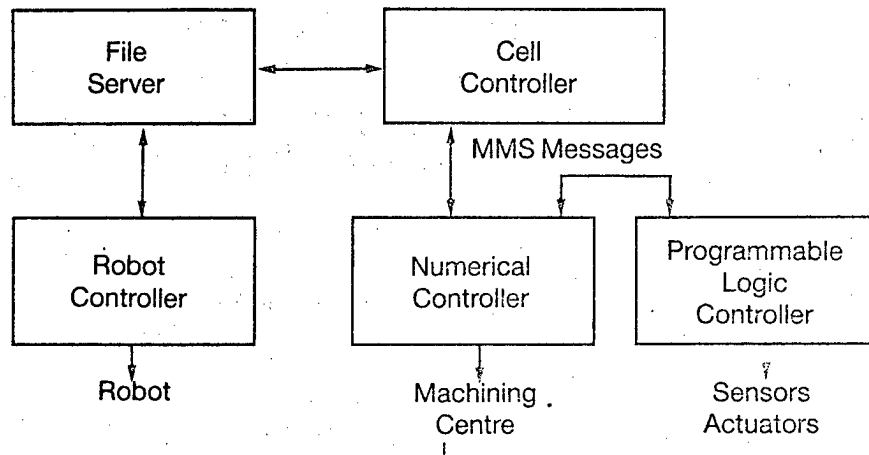 File
Server
Cell
Controller
MMS Messages
Robot
Controller
Numerical
Controller
Programmable
Logic
Controller
Robot
Machining
Centre
Sensors
Actuators